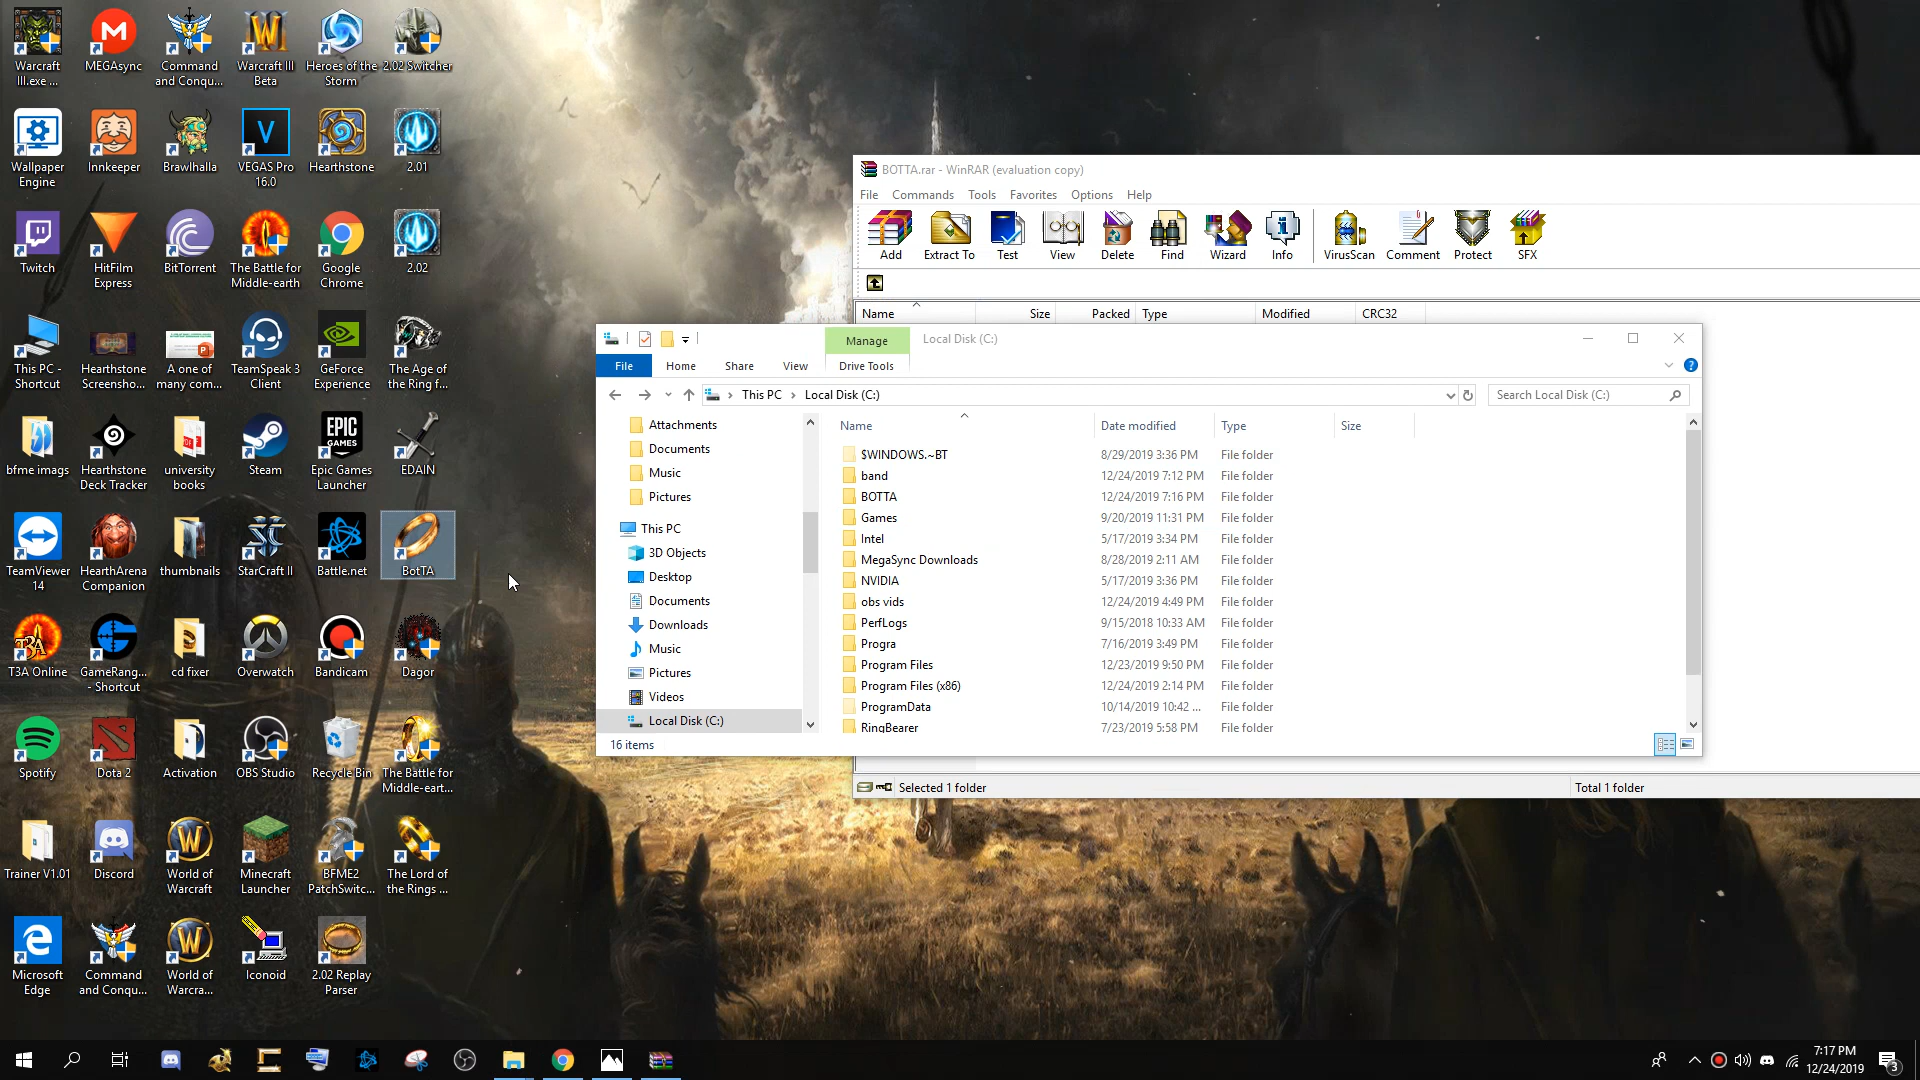 Warcraft
III.exe ...
MEGAsync
Command
and Conqu...
Warcraft III
Beta
Heroes of the
Storm
2.02 Switcher
Wallpaper
Engine
Innkeeper
Brawlhalla
VEGAS Pro
16.0
Hearthstone
2.01
Twitch
HitFilm
Express
BitTorrent
The Battle for
Middle-earth
Google
Chrome
2.02
This PC -
Shortcut
Hearthstone
Screensho...
A one of
many com...
TeamSpeak 3
Client
GeForce
Experience
The Age of
the Ring f...
bfme imags
Hearthstone
Deck Tracker
university
books
Steam
EPIC
GAMES
Epic Games
Launcher
EDAIN
TeamViewer
14
HearthArena
Companion
thumbnails
StarCraft II
Battle.net
BotTA
T3A Online
GameRang...
- Shortcut
cd fixer
Overwatch
Bandicam
Dagor
Spotify
Dota 2
Activation
OBS Studio
Recycle Bin
The Battle for
Middle-eart...
Trainer V1.01
Discord
World of
Warcraft
Minecraft
Launcher
BFME2
PatchSwitc...
The Lord of
the Rings ...
Microsoft
Edge
Command
and Conqu...
World of
Warcra...
Iconoid
2.02 Replay
Parser
BOTTA.rar - WinRAR (evaluation copy)
File Commands Tools Favorites Options Help
Add Extract To Test View Delete Find Wizard Info VirusScan Comment Protect SFX
Name Size Packed Type Modified CRC32
Manage Local Disk (C:)
File Home Share View Drive Tools
This PC Local Disk (C:) Search Local Disk (C:)
Attachments
Documents
Music
Pictures
This PC
3D Objects
Desktop
Documents
Downloads
Music
Pictures
Videos
Local Disk (C:)
Name Date modified Type Size
$WINDOWS.~BT 8/29/2019 3:36 PM File folder
band 12/24/2019 7:12 PM File folder
BOTTA 12/24/2019 7:16 PM File folder
Games 9/20/2019 11:31 PM File folder
Intel 5/17/2019 3:34 PM File folder
MegaSync Downloads 8/28/2019 2:11 AM File folder
NVIDIA 5/17/2019 3:36 PM File folder
obs vids 12/24/2019 4:49 PM File folder
PerfLogs 9/15/2018 10:33 AM File folder
Progra 7/16/2019 3:49 PM File folder
Program Files 12/23/2019 9:50 PM File folder
Program Files (x86) 12/24/2019 2:14 PM File folder
ProgramData 10/14/2019 10:42 ... File folder
RingBearer 7/23/2019 5:58 PM File folder
16 items
Selected 1 folder Total 1 folder
7:17 PM
12/24/2019
3